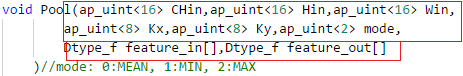 void Pool(ap_uint<16> CHin,ap_uint<16> Hin,ap_uint<16> Win,
ap_uint<8> Kx,ap_uint<8> Ky,ap_uint<2> mode,
Dtype_f feature_in[],Dtype_f feature_out[]
)//mode: 0:MEAN, 1:MIN, 2:MAX